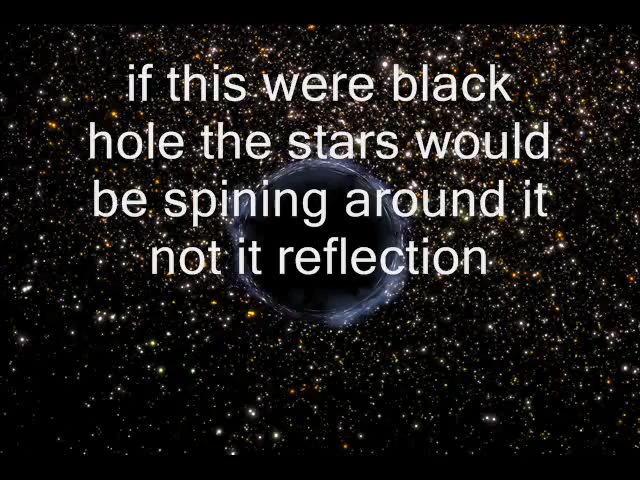 if this were black
hole the stars would
be spining around it
not it reflection